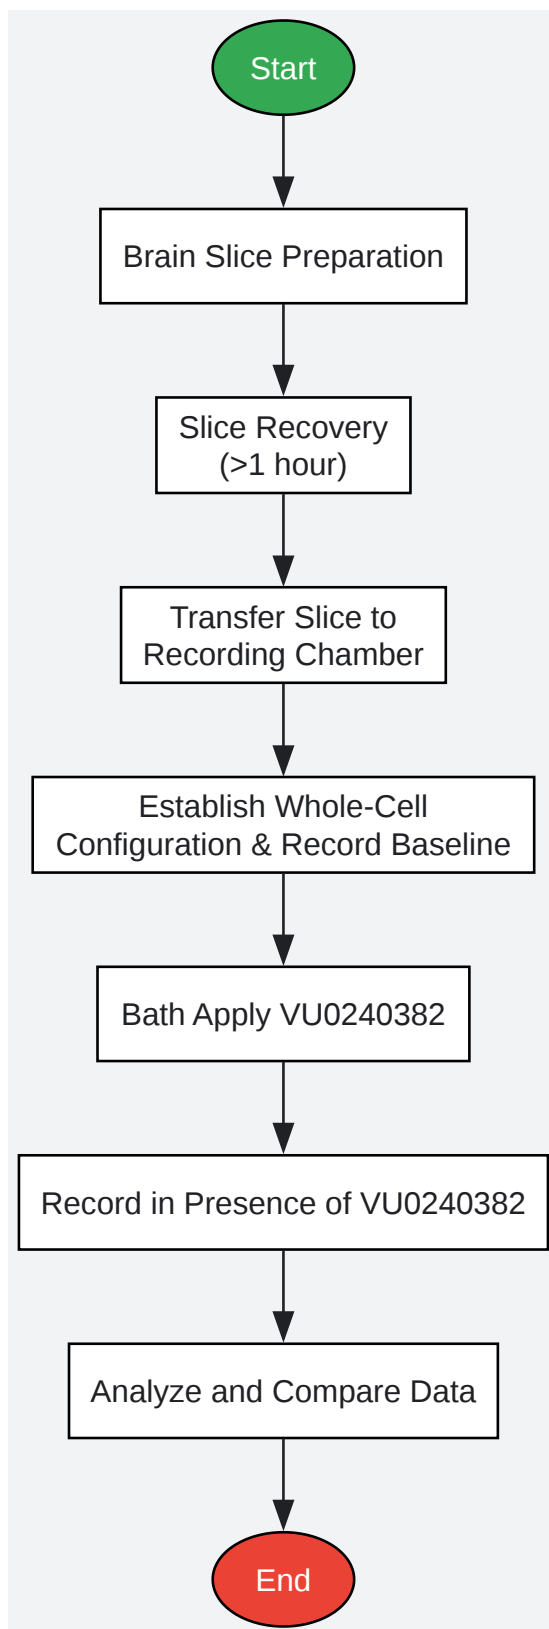 Start
Brain Slice Preparation
Slice Recovery
(>1 hour)
Transfer Slice to
Recording Chamber
Establish Whole-Cell
Configuration & Record Baseline
Bath Apply VU0240382
Record in Presence of VU0240382
Analyze and Compare Data
End